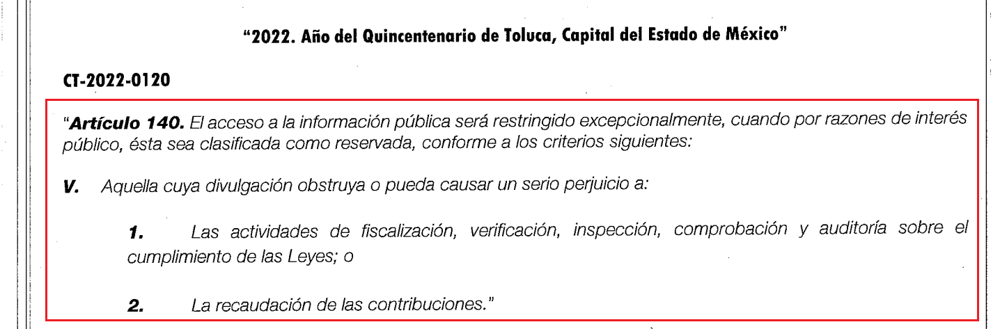 “2022. Año del Quincentenario de Toluca, Capital del Estado de México”
CT-2022-0120
“Artículo 140. El acceso a la información pública será restringido excepcionalmente, cuando por razones de interés
público, ésta sea clasificada como reservada, conforme a los criterios siguientes:
V. Aquella cuya divulgación obstruya o pueda causar un serio perjuicio a:
1. Las actividades de fiscalización, verificación, inspección, comprobación y auditoría sobre el
cumplimiento de las Leyes; o
2. La recaudación de las contribuciones.”